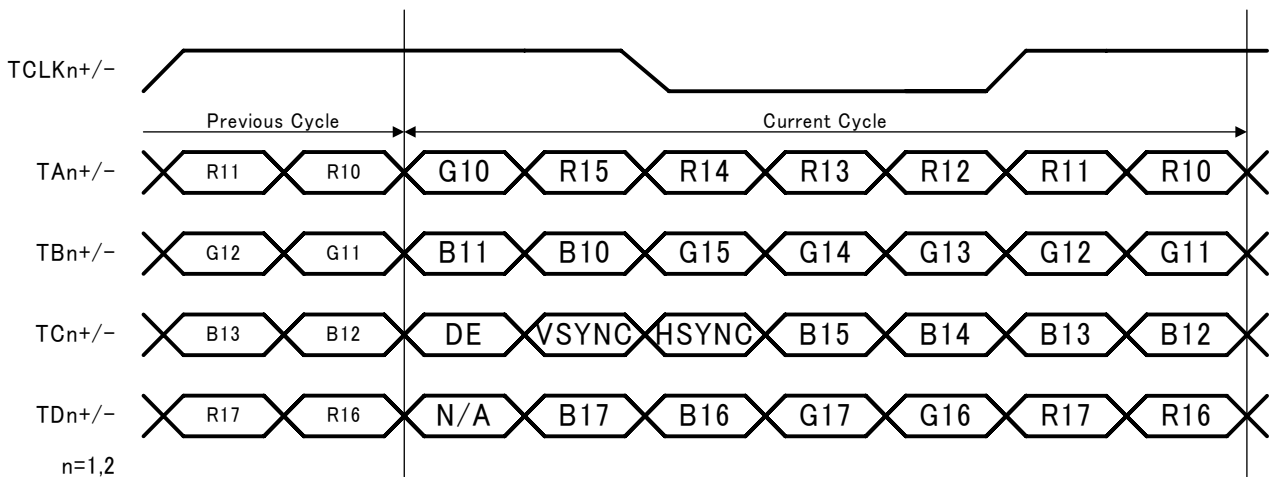 TCLKn+/-
Previous Cycle Current Cycle
TAn+/- R11 R10 G10 R15 R14 R13 R12 R11 R10
TBn+/- G12 G11 B11 B10 G15 G14 G13 G12 G11
TCn+/- B13 B12 DE VSYNC HSYNC B15 B14 B13 B12
TDn+/- R17 R16 N/A B17 B16 G17 G16 R17 R16
n=1,2